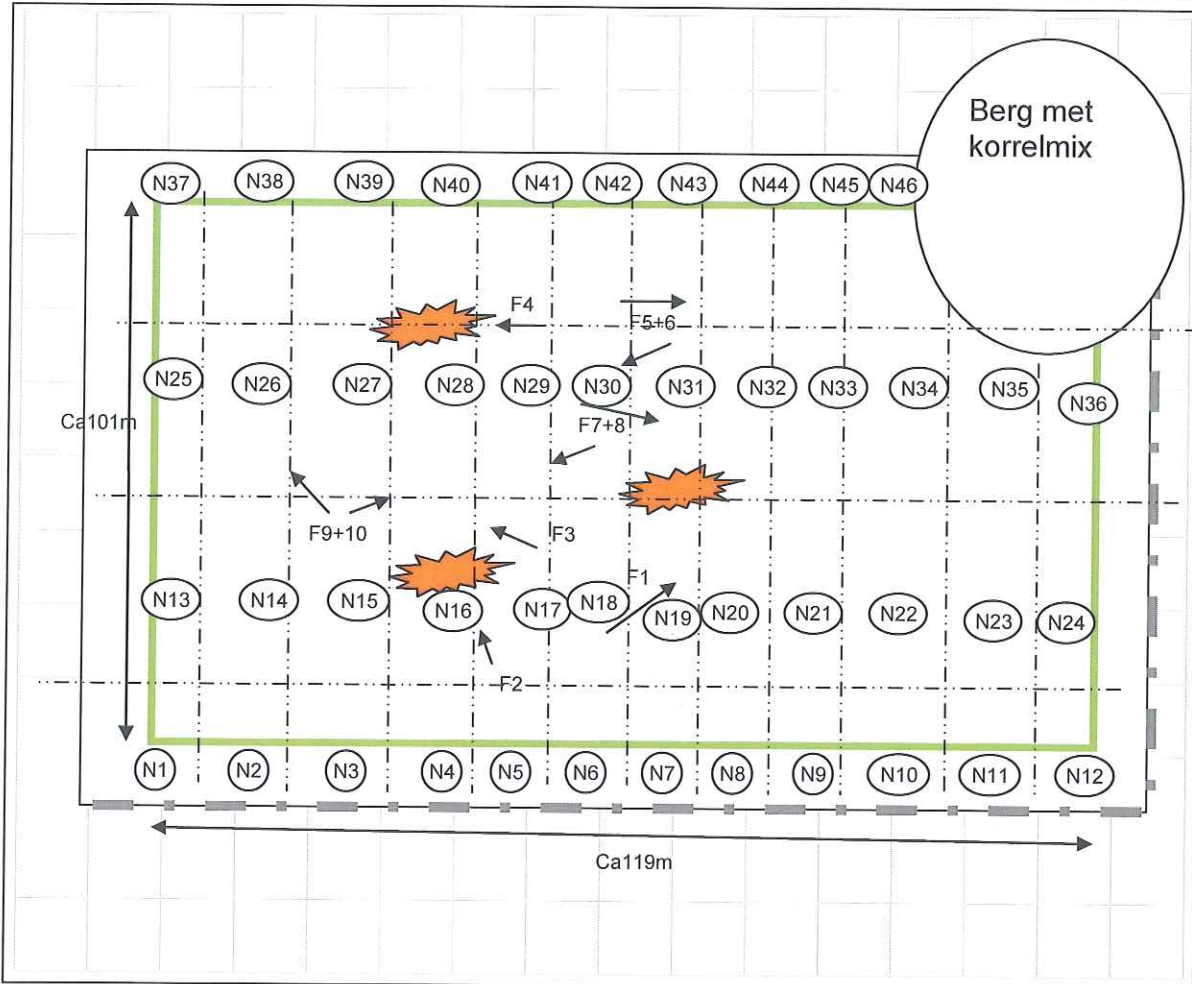 Berg met
korrelmix
N37 N38 N39 N40 N41 N42 N43 N44 N45 N46
F4
F5+6
N25 N26 N27 N28 N29 N30 N31 N32 N33 N34 N35 N36
Ca101m
F7+8
F9+10
F3
F1
N13 N14 N15 N16 N17 N18 N19 N20 N21 N22 N23 N24
F2
N1 N2 N3 N4 N5 N6 N7 N8 N9 N10 N11 N12
Ca119m